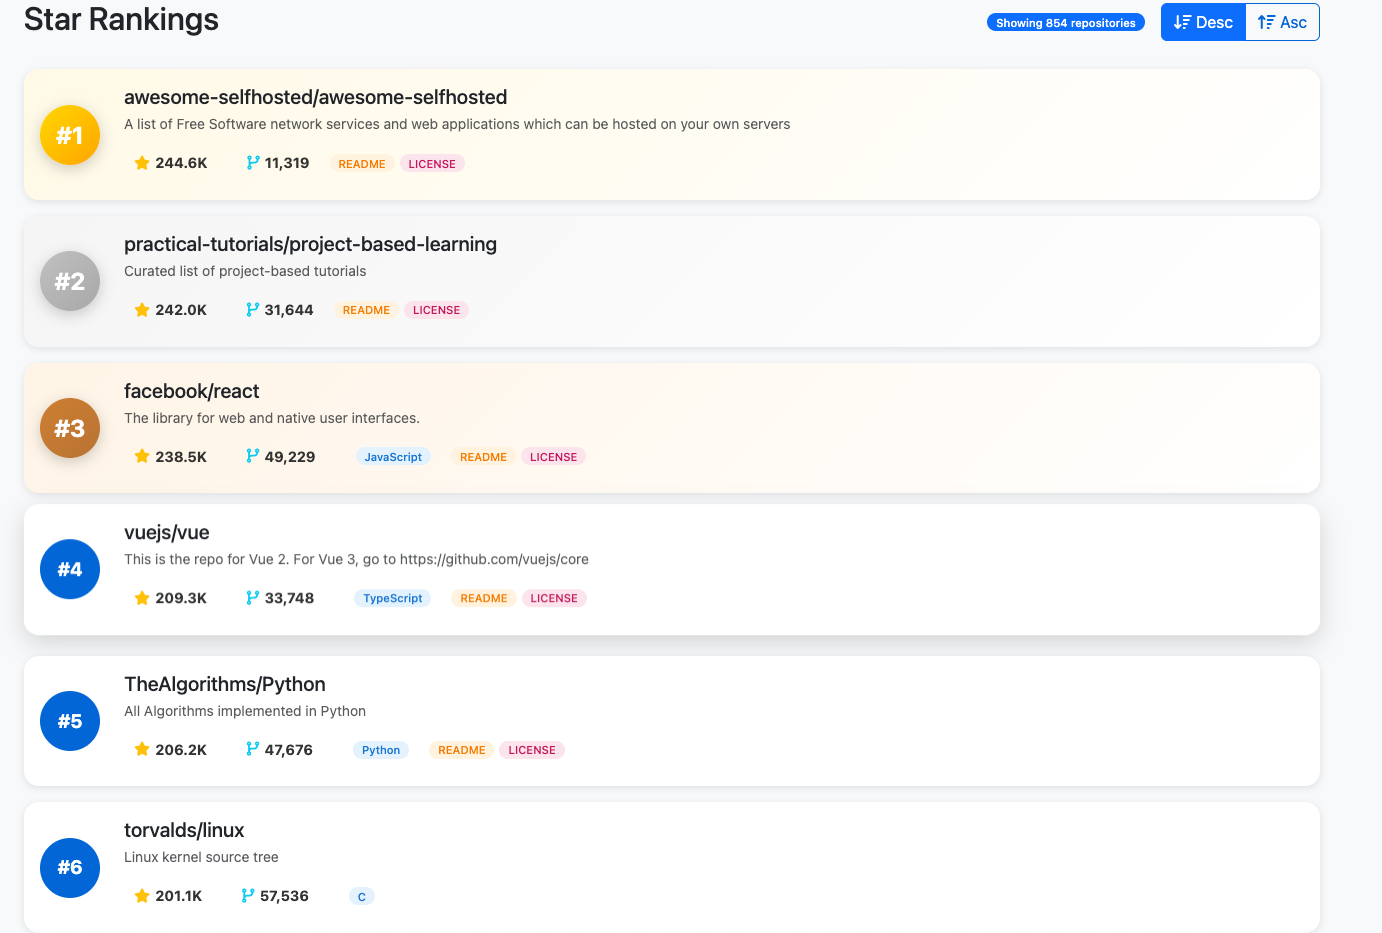 Star Rankings
Showing 854 repositories
Desc
Asc
#1
awesome-selfhosted/awesome-selfhosted
A list of Free Software network services and web applications which can be hosted on your own servers
244.6K 11,319 README LICENSE
#2
practical-tutorials/project-based-learning
Curated list of project-based tutorials
242.0K 31,644 README LICENSE
#3
facebook/react
The library for web and native user interfaces.
238.5K 49,229 JavaScript README LICENSE
#4
vuejs/vue
This is the repo for Vue 2. For Vue 3, go to https://github.com/vuejs/core
209.3K 33,748 TypeScript README LICENSE
#5
TheAlgorithms/Python
All Algorithms implemented in Python
206.2K 47,676 Python README LICENSE
#6
torvalds/linux
Linux kernel source tree
201.1K 57,536 C